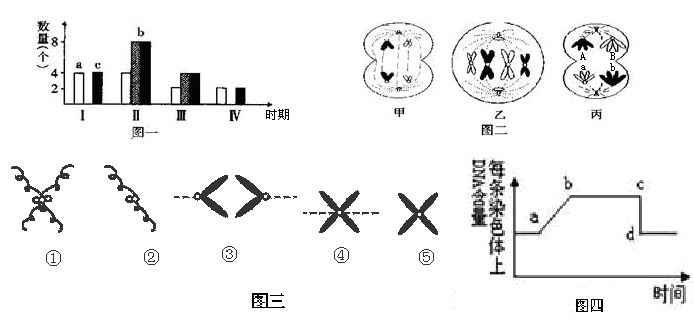 数量(个)
8
4
2
a c
b
Ⅰ Ⅱ Ⅲ Ⅳ 时期
图一
1
A B
a b
甲 乙 丙
图二
① ② ③ ④ ⑤
图三
每条染色体上
DNA含量
a b c
d
时间
图四